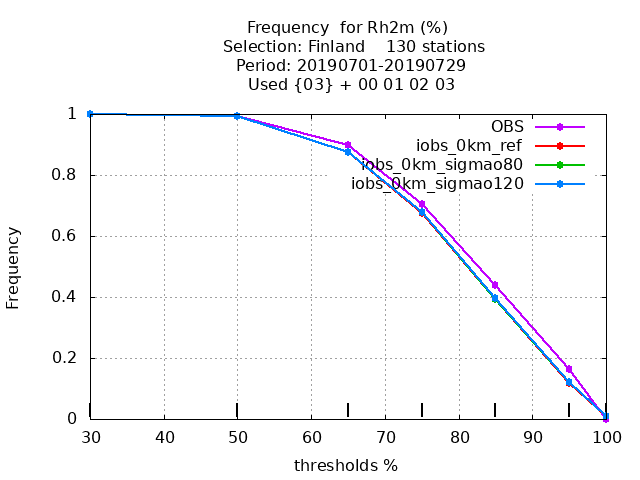 Frequency  for Rh2m (%)
Selection: Finland    130 stations
Period: 20190701-20190729
Used {03} + 00 01 02 03
OBS
iobs_0km_ref
iobs_0km_sigmao80
iobs_0km_sigmao120
1
0.8
0.6
0.4
0.2
0
Frequency
30 40 50 60 70 80 90 100
thresholds %